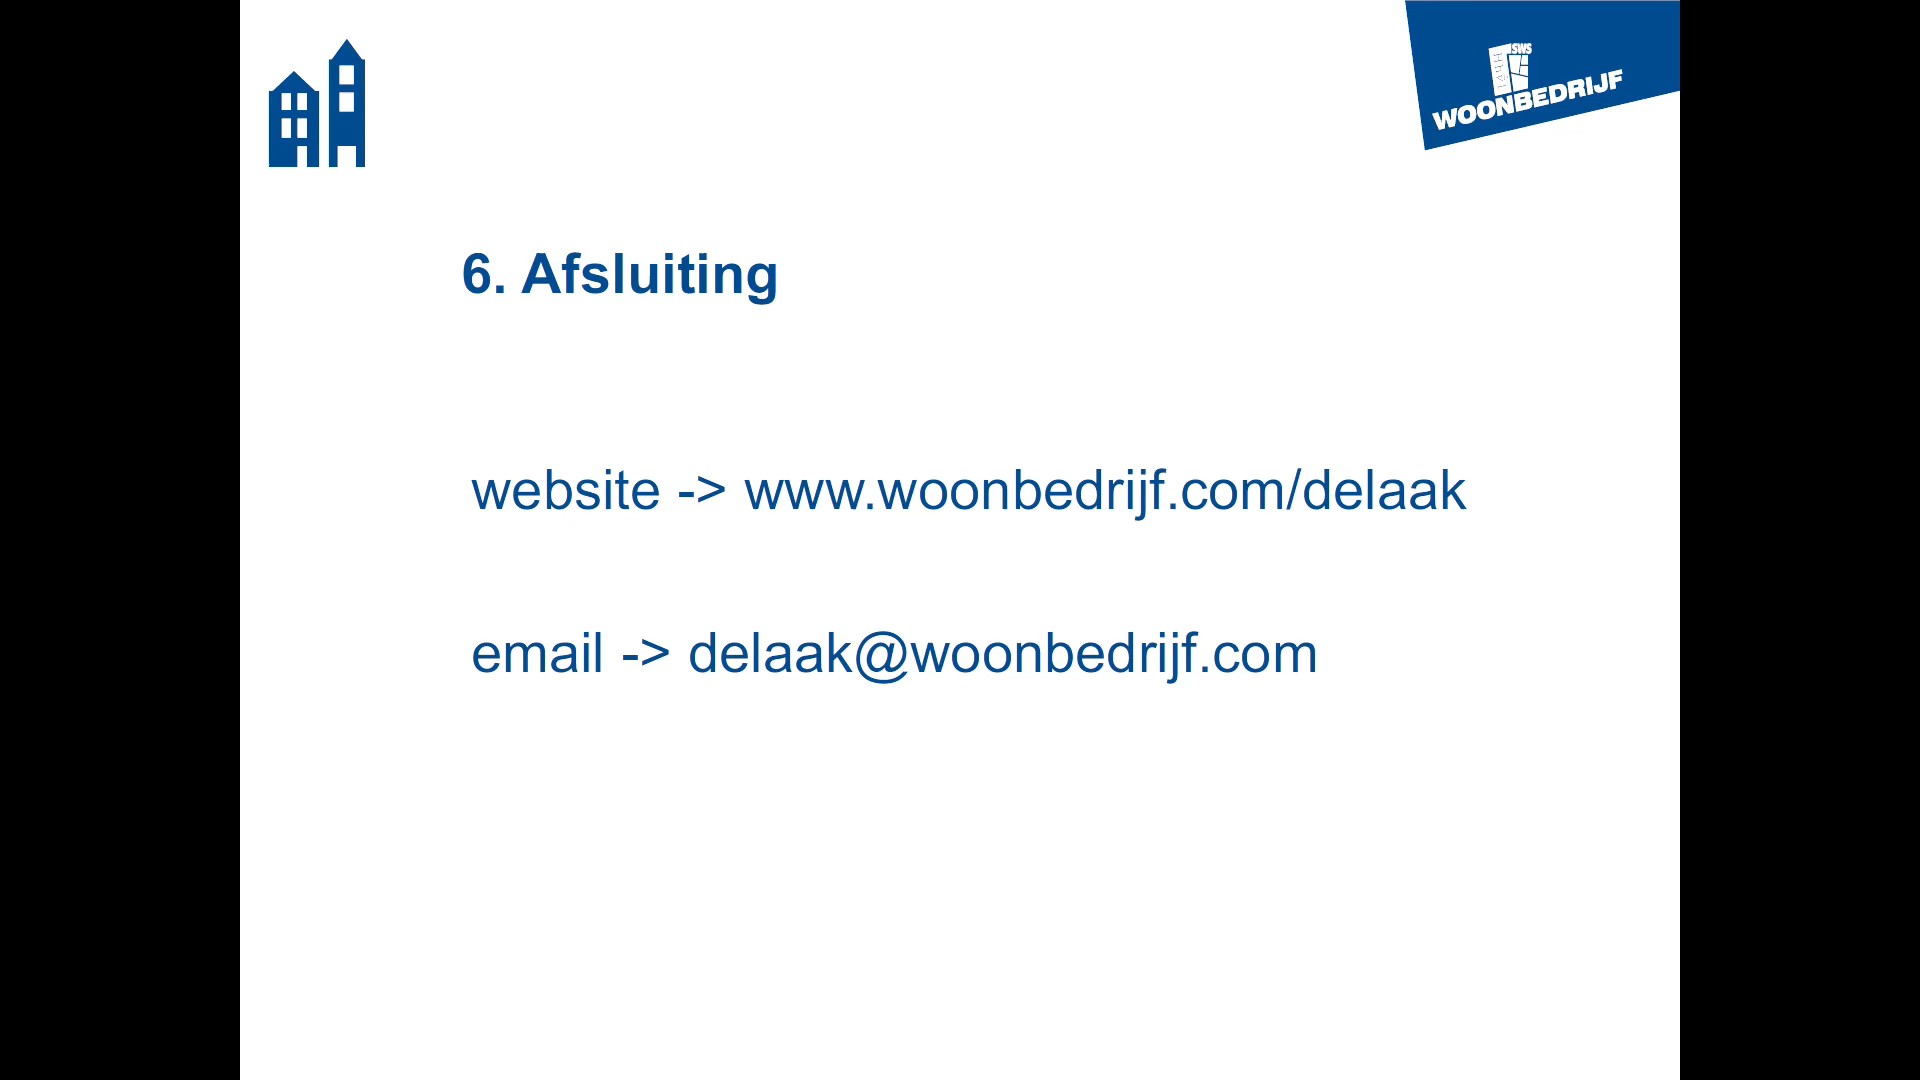 SWS
WOONBEDRIJF
6. Afsluiting
website -> www.woonbedrijf.com/delaak
email -> delaak@woonbedrijf.com